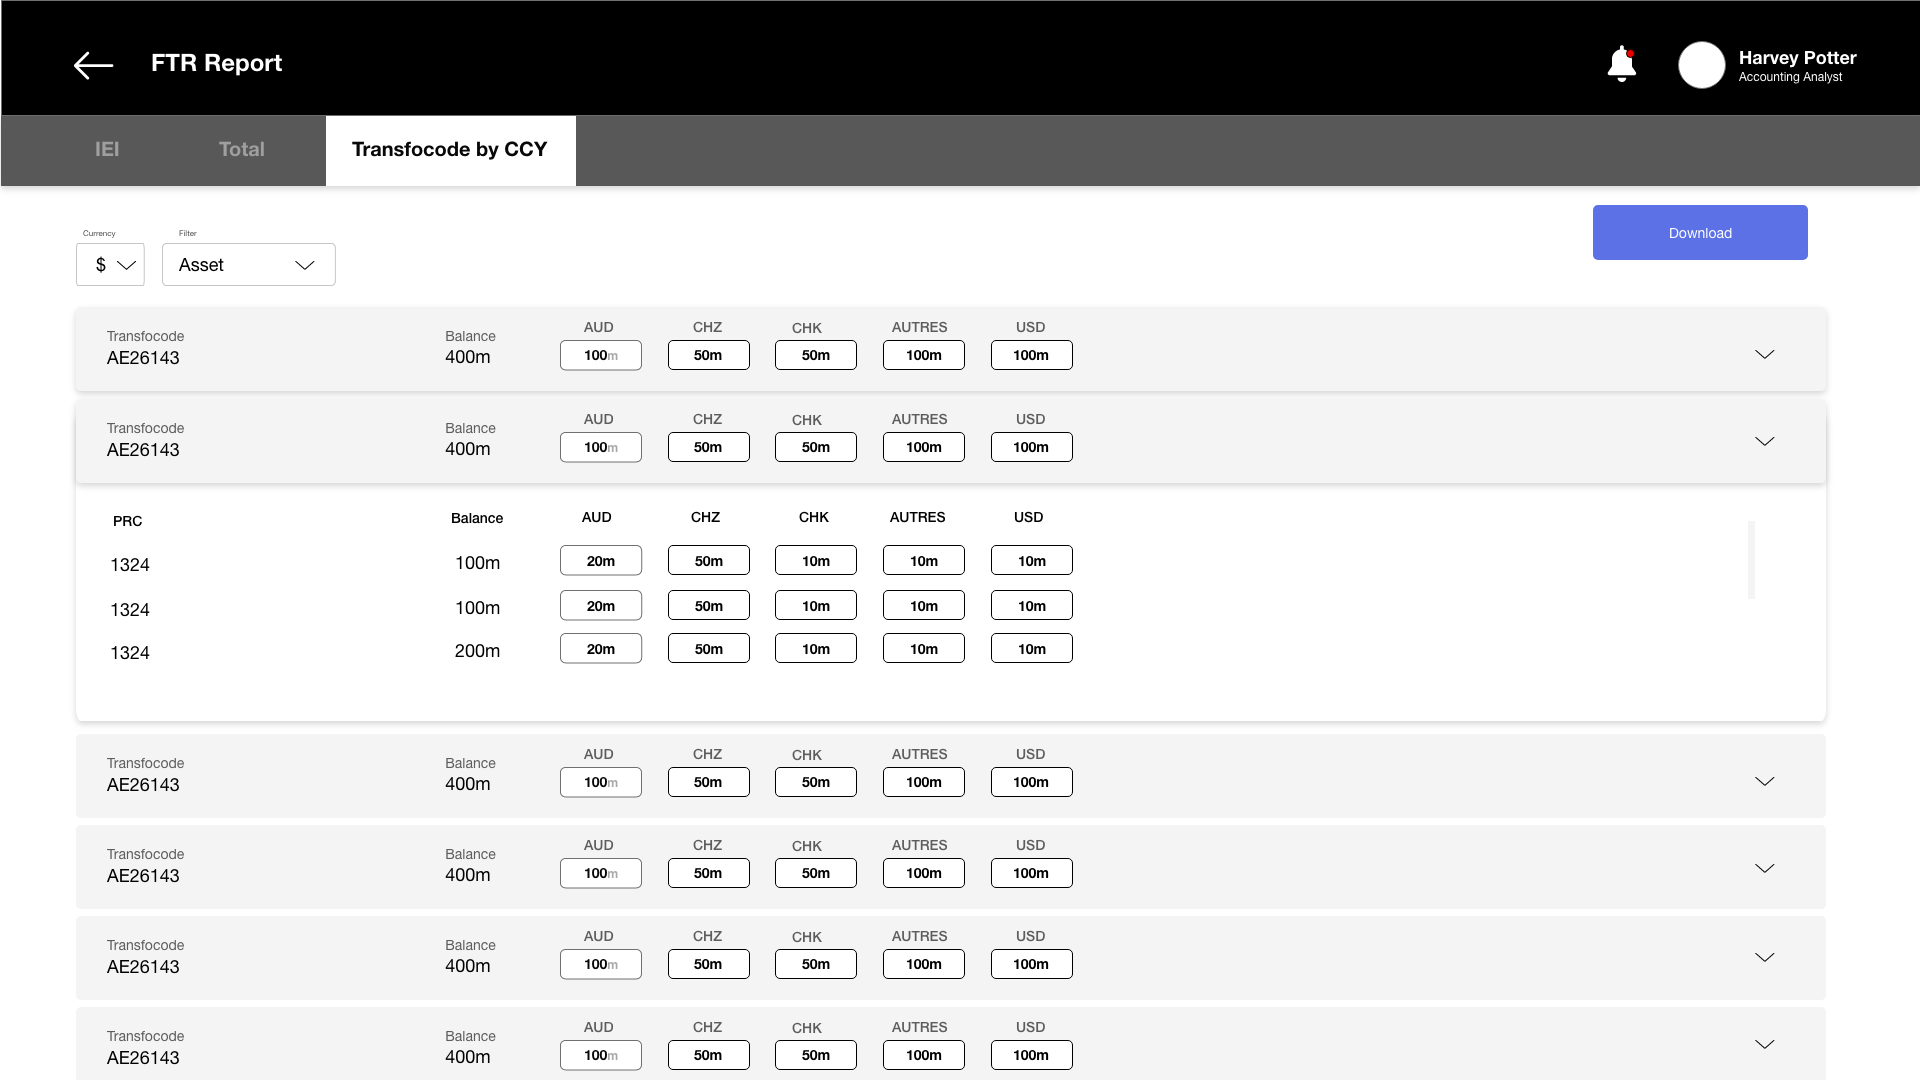 FTR Report
Harvey Potter
Accounting Analyst
IEI Total Transfocode by CCY
Currency Filter
$ Asset
Download
AUD CHZ CHK AUTRES USD
Transfocode Balance
AE26143 400m 100m 50m 50m 100m 100m
AUD CHZ CHK AUTRES USD
Transfocode Balance
AE26143 400m 100m 50m 50m 100m 100m
PRC Balance AUD CHZ CHK AUTRES USD
1324 100m 20m 50m 10m 10m 10m
1324 100m 20m 50m 10m 10m 10m
1324 200m 20m 50m 10m 10m 10m
AUD CHZ CHK AUTRES USD
Transfocode Balance
AE26143 400m 100m 50m 50m 100m 100m
AUD CHZ CHK AUTRES USD
Transfocode Balance
AE26143 400m 100m 50m 50m 100m 100m
AUD CHZ CHK AUTRES USD
Transfocode Balance
AE26143 400m 100m 50m 50m 100m 100m
AUD CHZ CHK AUTRES USD
Transfocode Balance
AE26143 400m 100m 50m 50m 100m 100m